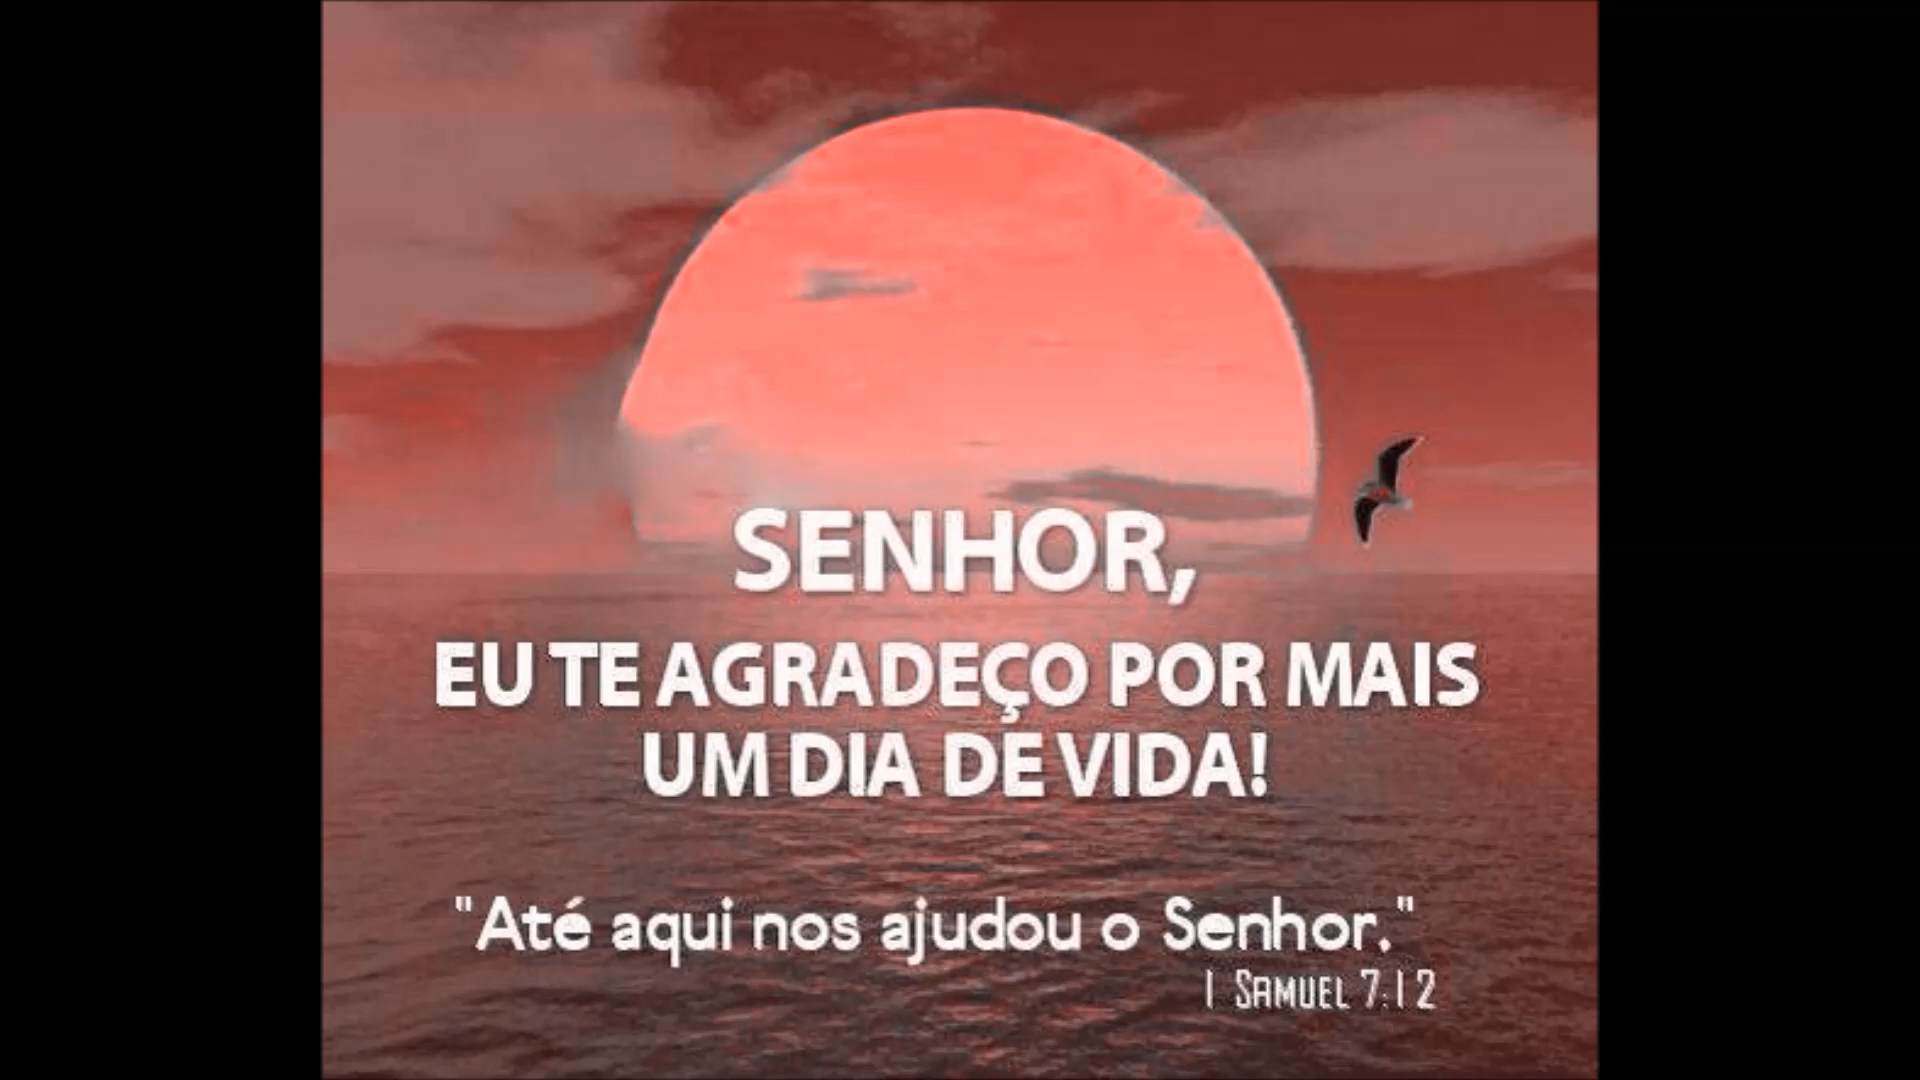 SENHOR,
EU TE AGRADEÇO POR MAIS
UM DIA DE VIDA!
"Até aqui nos ajudou o Senhor."
I SAMUEL 7:12